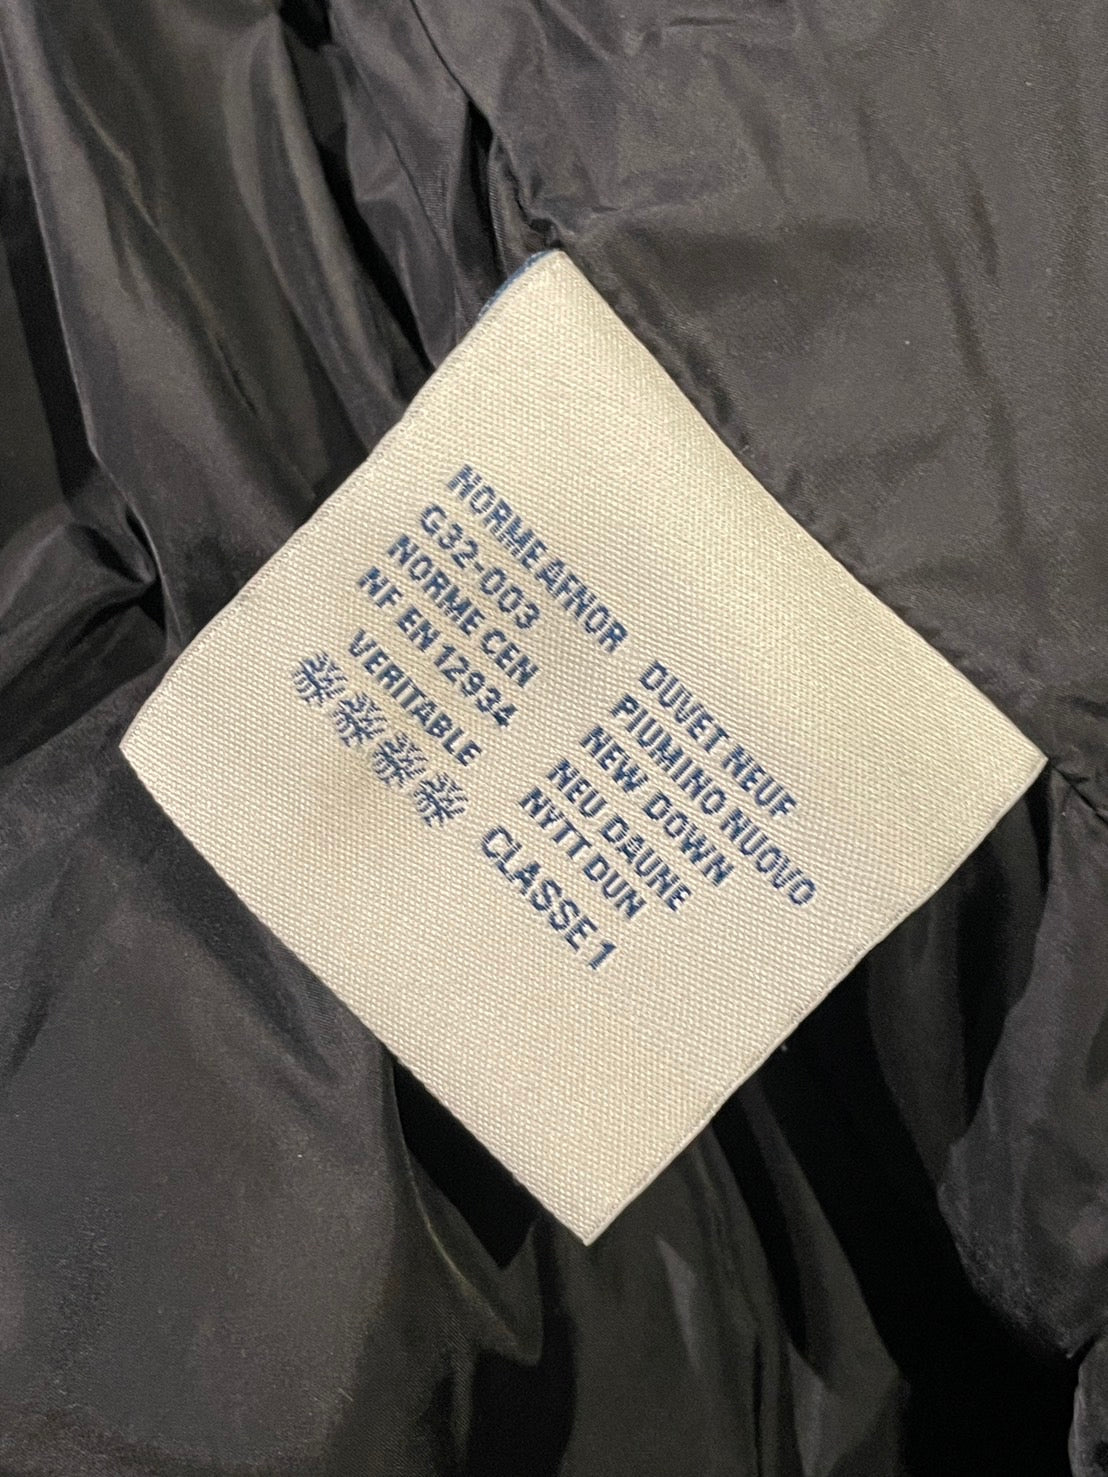 NORME AFNOR
G32-003
NORME CEN
NF EN 12934
VERITABLE
DUVET NEUF
PIUMINO NUOVO
NEW DOWN
NEU DAUNE
NYTT DUN
CLASSE 1